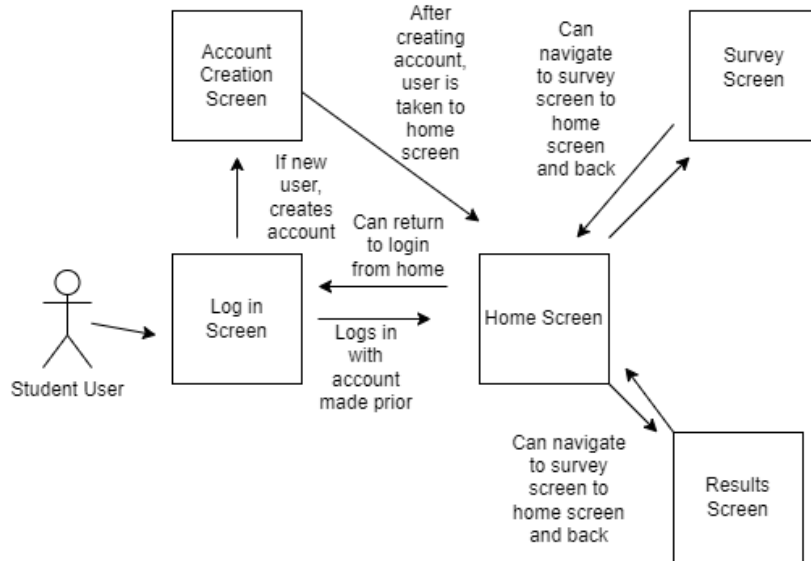 Account
Creation
Screen
After
creating
account,
user is
taken to
home
screen
Can
navigate
to survey
screen to
home
screen
and back
Survey
Screen
If new
user,
creates
account
Can return
to login
from home
Log in
Screen
Home Screen
Logs in
with
account
made prior
Student User
Can navigate
to survey
screen to
home screen
and back
Results
Screen